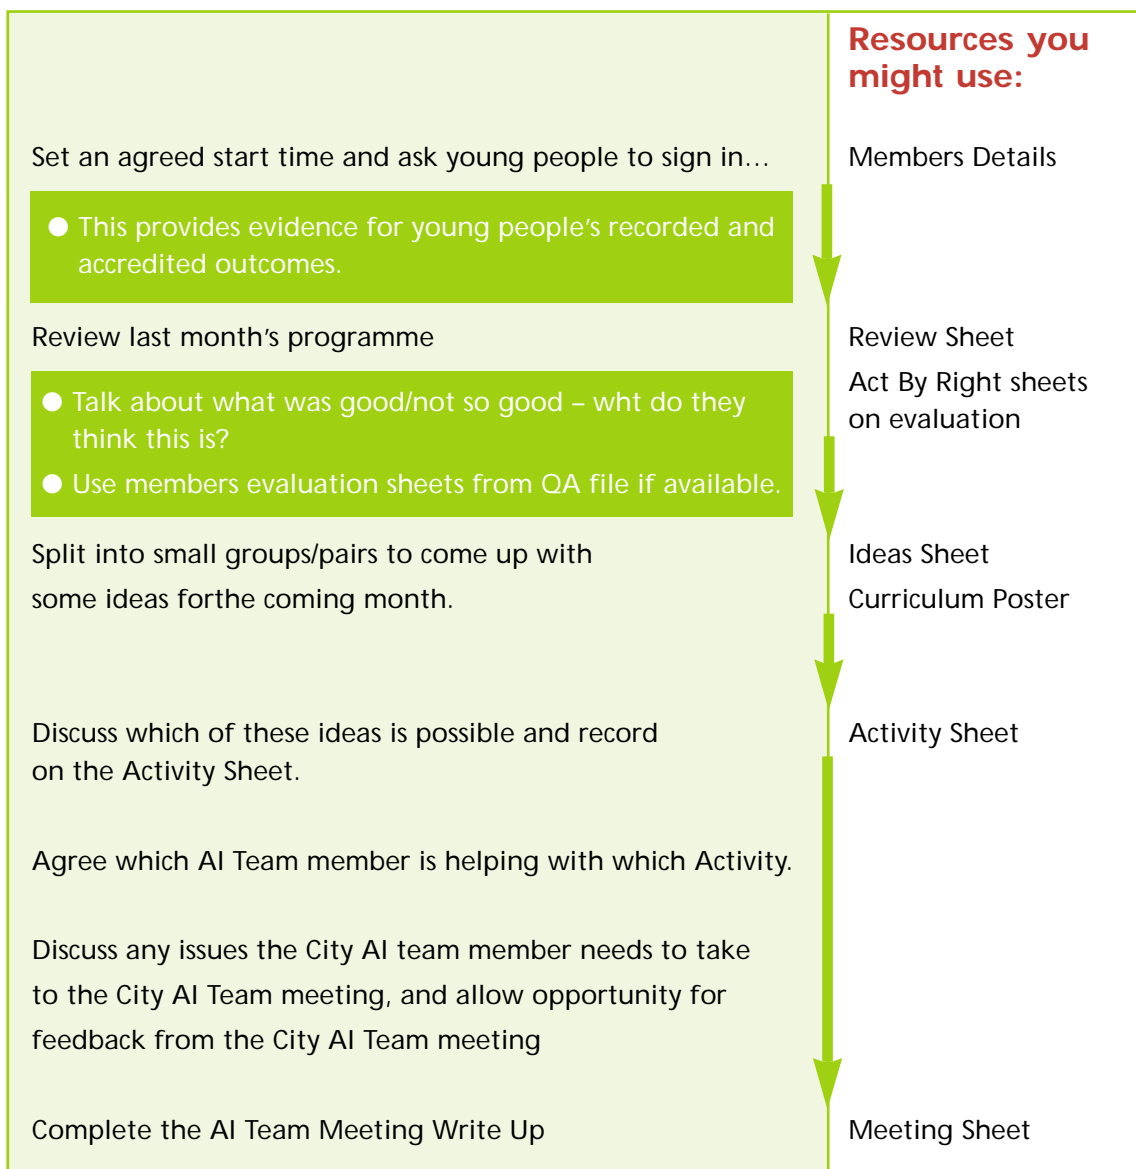 Resources you
might use:
Set an agreed start time and ask young people to sign in…
Members Details
● This provides evidence for young people’s recorded and
accredited outcomes.
Review last month’s programme
Review Sheet
Act By Right sheets
on evaluation
● Talk about what was good/not so good – wht do they
think this is?
● Use members evaluation sheets from QA file if available.
Split into small groups/pairs to come up with
some ideas forthe coming month.
Ideas Sheet
Curriculum Poster
Discuss which of these ideas is possible and record
on the Activity Sheet.
Activity Sheet
Agree which AI Team member is helping with which Activity.
Discuss any issues the City AI team member needs to take
to the City AI Team meeting, and allow opportunity for
feedback from the City AI Team meeting
Complete the AI Team Meeting Write Up
Meeting Sheet